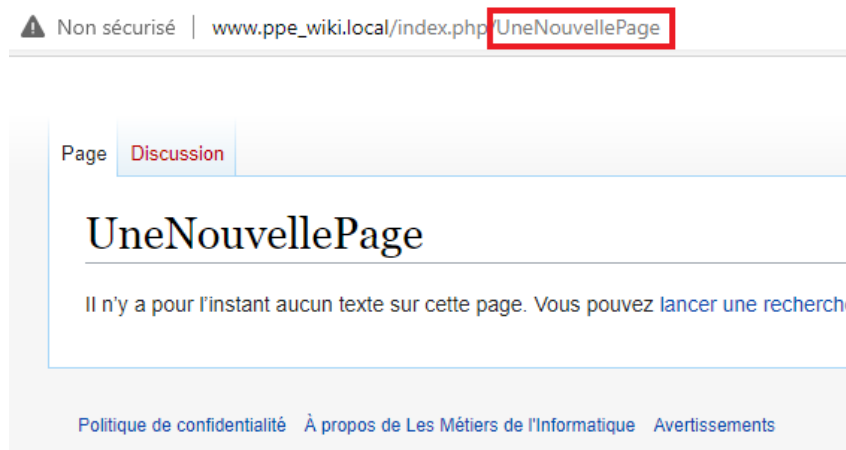 Non sécurisé | www.ppe_wiki.local/index.php/UneNouvellePage
Page Discussion
UneNouvellePage
Il n’y a pour l’instant aucun texte sur cette page. Vous pouvez lancer une recherch
Politique de confidentialité À propos de Les Métiers de l'Informatique Avertissements